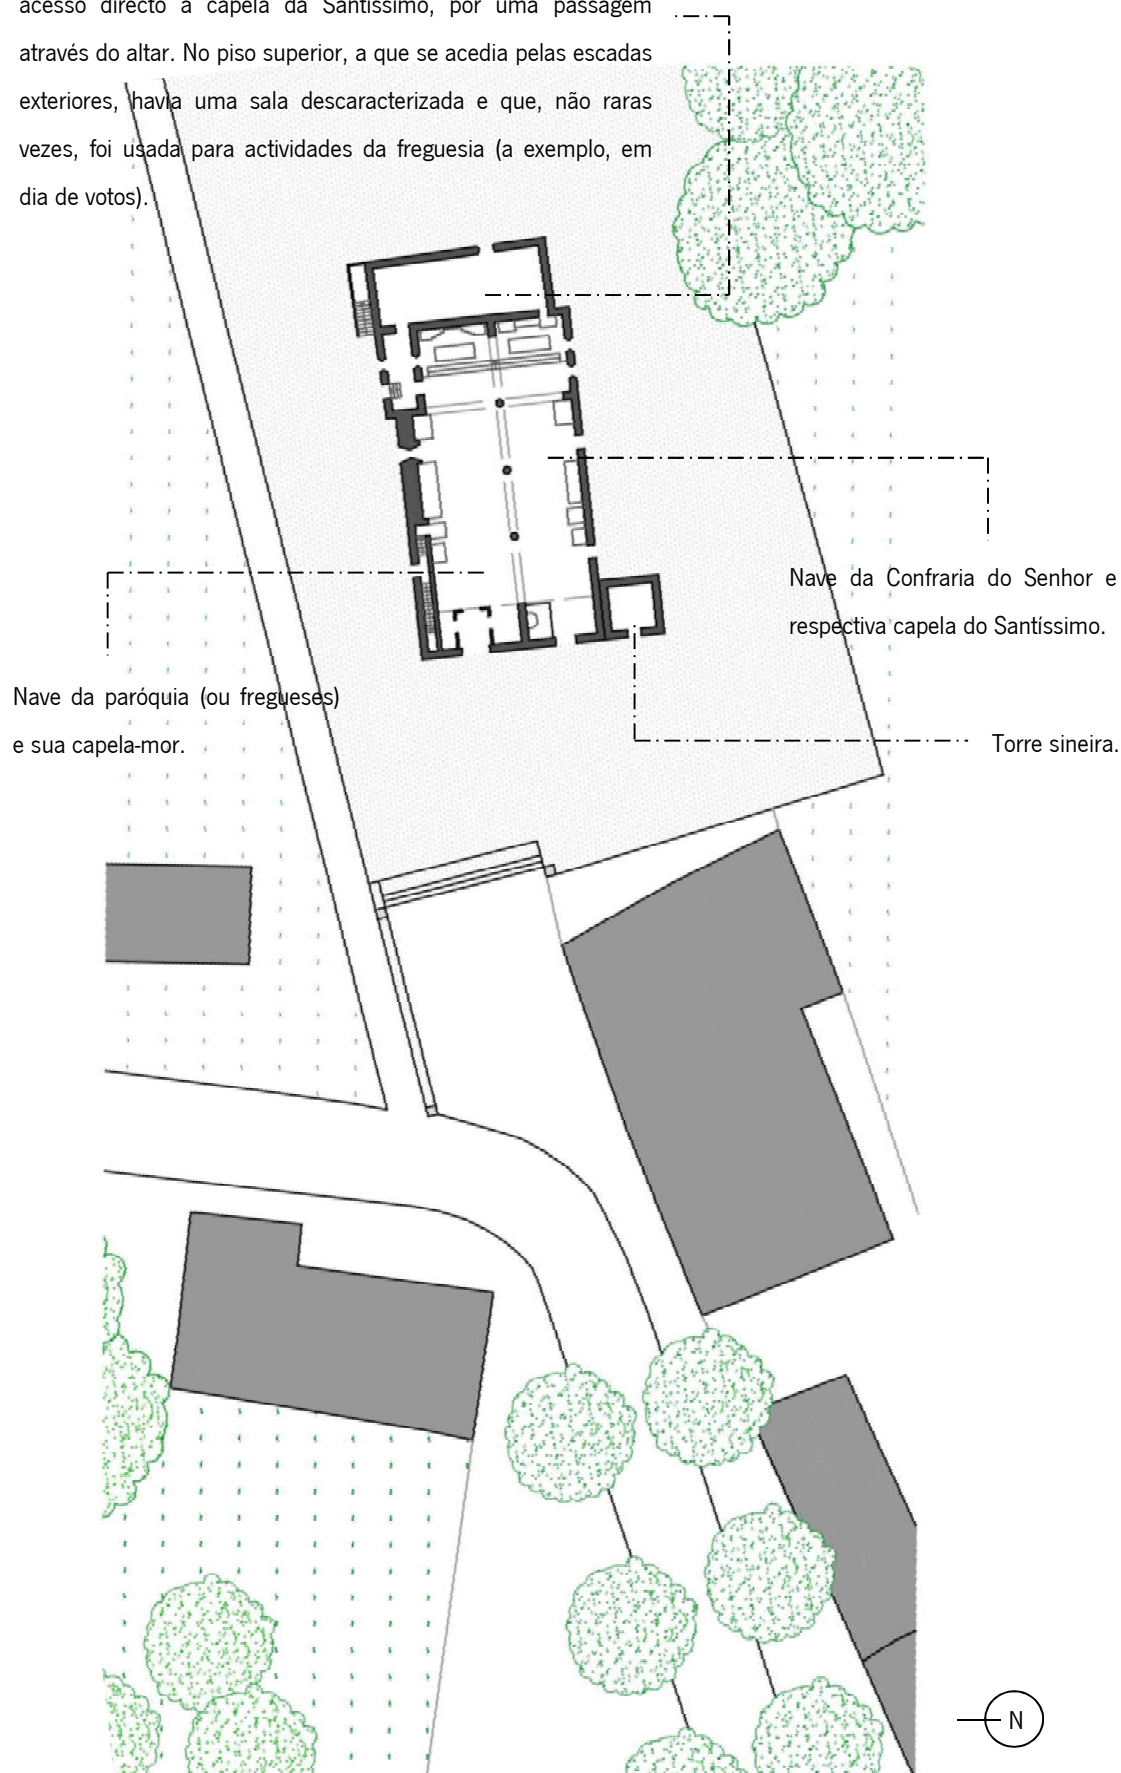 acesso directo à capela da Santíssimo, por uma passagem
através do altar. No piso superior, a que se acedia pelas escadas
exteriores, havia uma sala descaracterizada e que, não raras
vezes, foi usada para actividades da freguesia (a exemplo, em
dia de votos).
Nave da Confraria do Senhor e
respectiva capela do Santíssimo.
Nave da paróquia (ou fregueses)
e sua capela-mor.
Torre sineira.
N